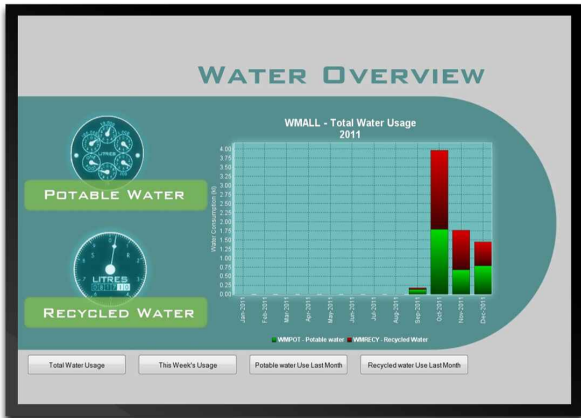 WATER OVERVIEW
WMALL - Total Water Usage
2011
LITRES
POTABLE WATER
LITRES
RECYCLED WATER
Water Consumption (kl)
4.00
3.75
3.50
3.25
3.00
2.75
2.50
2.25
2.00
1.75
1.50
1.25
1.00
0.75
0.50
0.25
0.00
Jan-2011
Feb-2011
Mar-2011
Apr-2011
May-2011
Jun-2011
Jul-2011
Aug-2011
Sep-2011
Oct-2011
Nov-2011
Dec-2011
WMPOT - Potable water WMRECY - Recycled Water
Total Water Usage This Week's Usage Potable water Use Last Month Recycled water Use Last Month